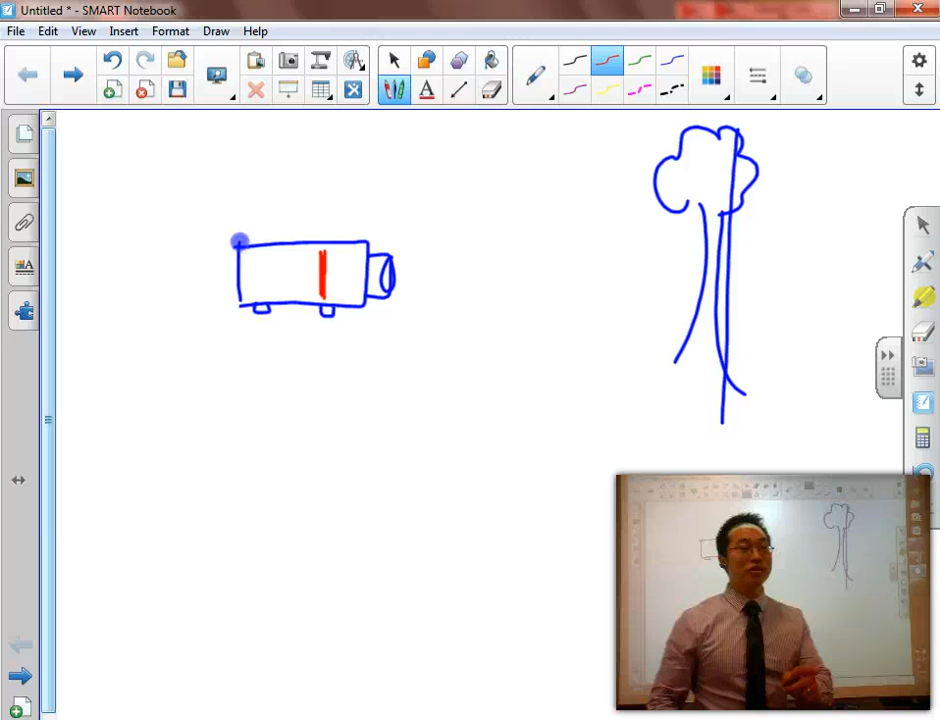 Untitled * - SMART Notebook
File Edit View Insert Format Draw Help
A
A